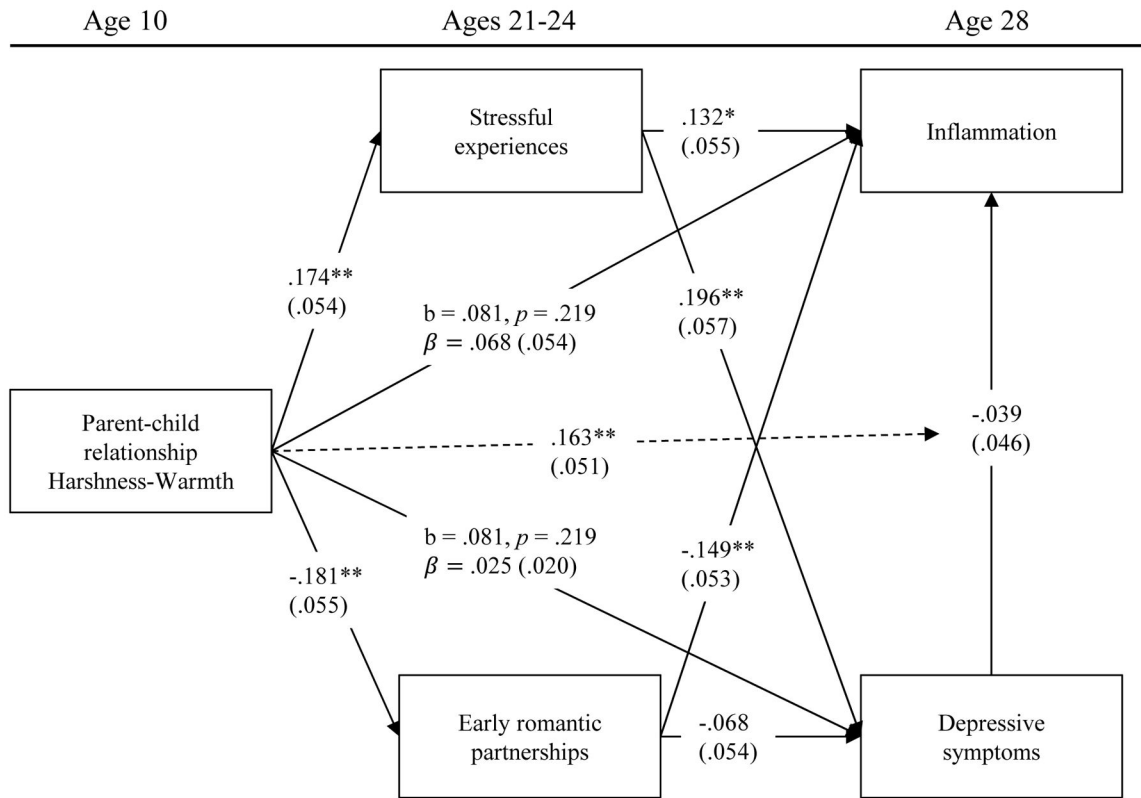 Age 10
Ages 21-24
Age 28
Stressful
experiences
.132*
(.055)
Inflammation
.174**
(.054)
b = .081, p = .219
β = .068 (.054)
.196**
(.057)
Parent-child
relationship
Harshness-Warmth
.163**
(.051)
-.039
(.046)
b = .081, p = .219
β = .025 (.020)
-.149**
(.053)
-.181**
(.055)
Early romantic
partnerships
-.068
(.054)
Depressive
symptoms